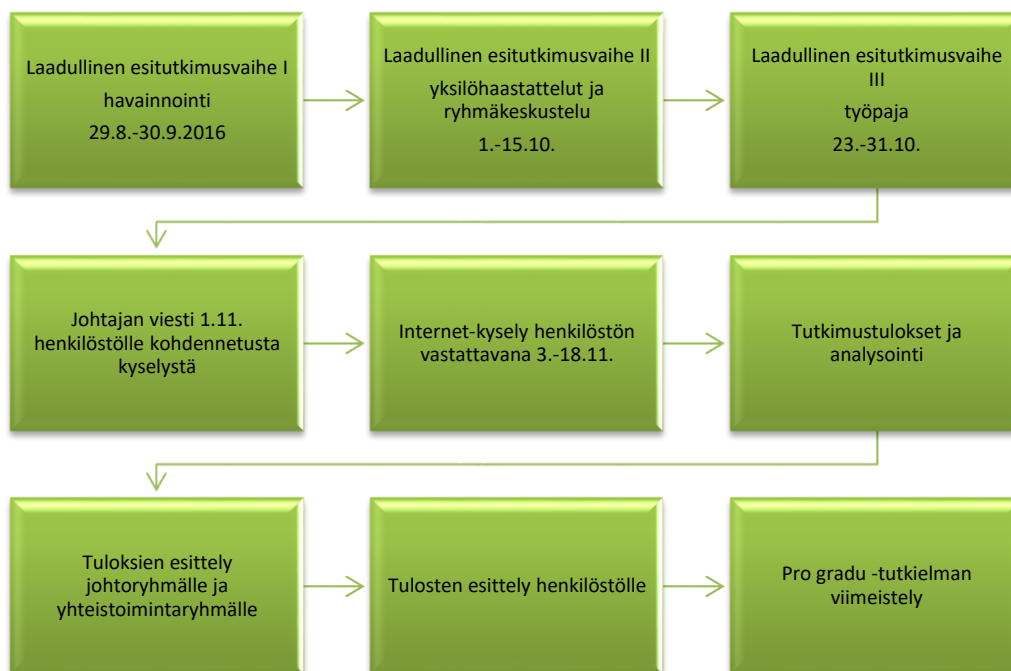 Laadullinen esitutkimusvaihe I
havainnointi
29.8.-30.9.2016
Laadullinen esitutkimusvaihe II
yksilöhaastattelut ja
ryhmäkeskustelu
1.-15.10.
Laadullinen esitutkimusvaihe
III
työpaja
23.-31.10.
Johtajan viesti 1.11.
henkilöstölle kohdennetusta
kyselystä
Internet-kysely henkilöstön
vastattavana 3.-18.11.
Tutkimustulokset ja
analysointi
Tuloksien esittely
johtoryhmälle ja
yhteistoimintaryhmälle
Tulosten esittely henkilöstölle
Pro gradu -tutkielman
viimeistely